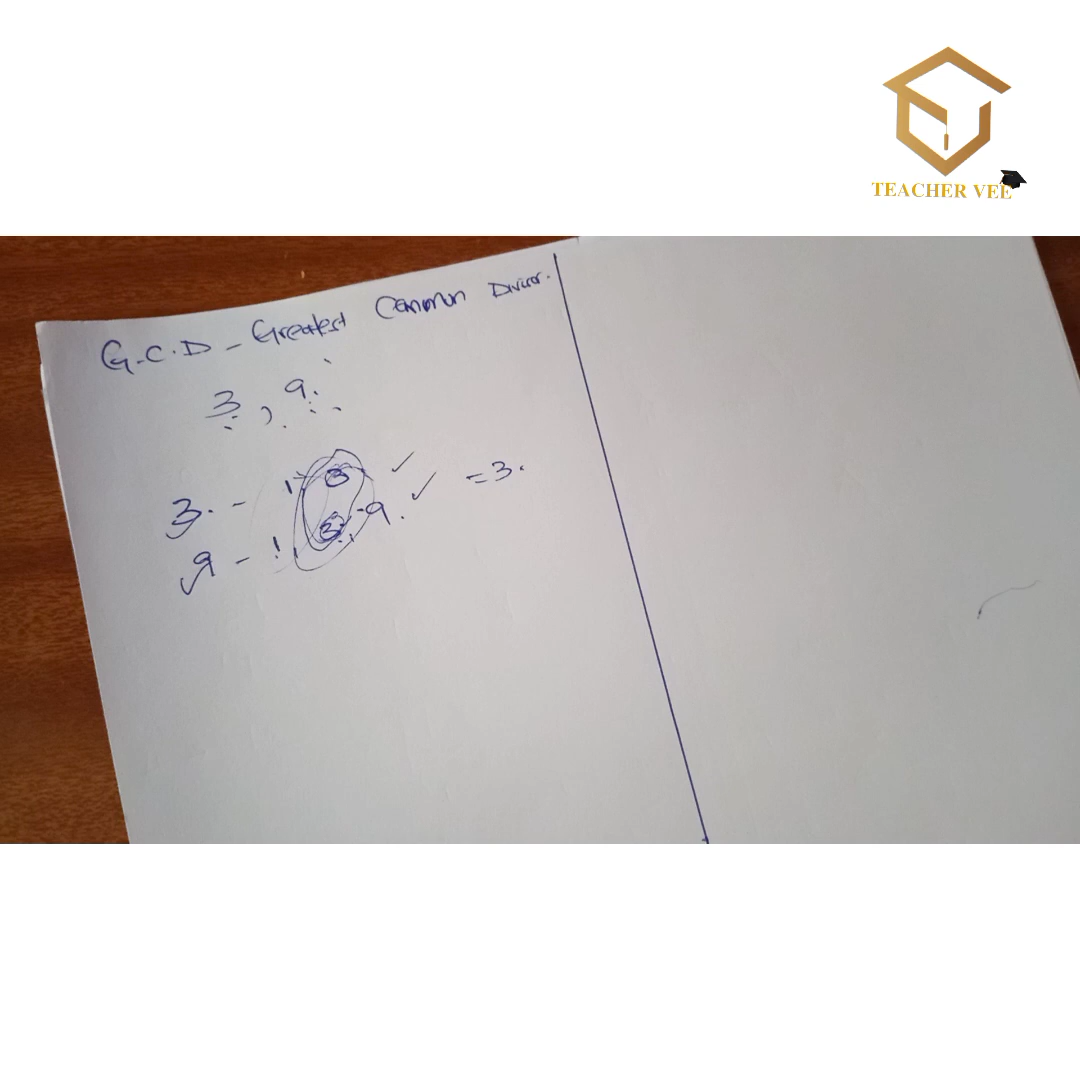 TEACHER VEE
G.C.D - Greatest Common Divisor.
3 , 9.
3. - 1, 3 ✓
9 - 1, 3, 9. ✓ = 3.